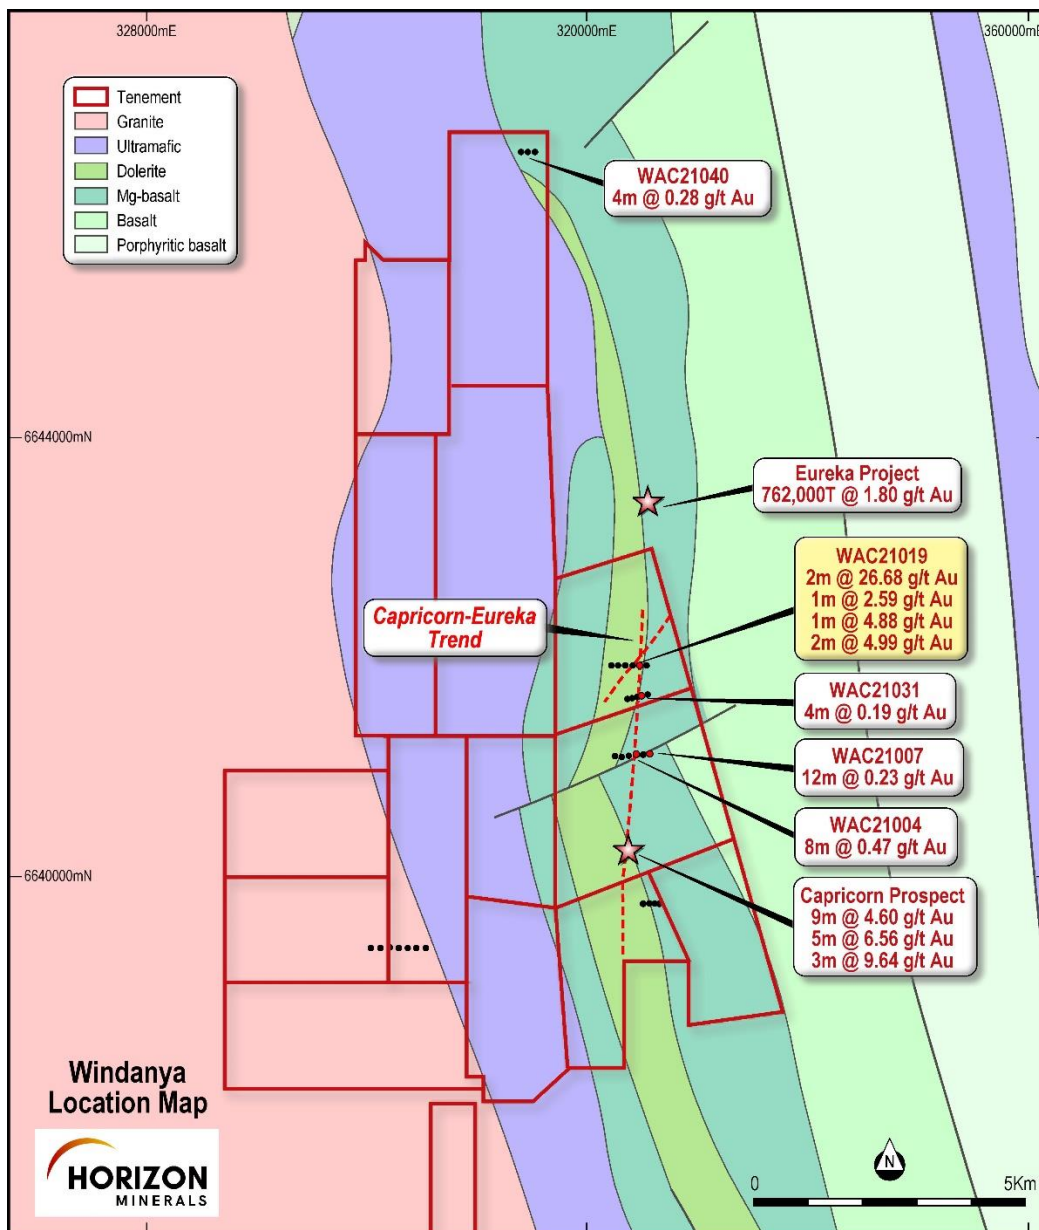 328000mE
320000mE
360000mE
Tenement
Granite
Ultramafic
Dolerite
Mg-basalt
Basalt
Porphyritic basalt
WAC21040
4m @ 0.28 g/t Au
6644000mN
Eureka Project
762,000T @ 1.80 g/t Au
WAC21019
2m @ 26.68 g/t Au
1m @ 2.59 g/t Au
1m @ 4.88 g/t Au
2m @ 4.99 g/t Au
Capricorn-Eureka
Trend
WAC21031
4m @ 0.19 g/t Au
WAC21007
12m @ 0.23 g/t Au
WAC21004
8m @ 0.47 g/t Au
6640000mN
Capricorn Prospect
9m @ 4.60 g/t Au
5m @ 6.56 g/t Au
3m @ 9.64 g/t Au
Windanya
Location Map
HORIZON
MINERALS
N
0 5Km